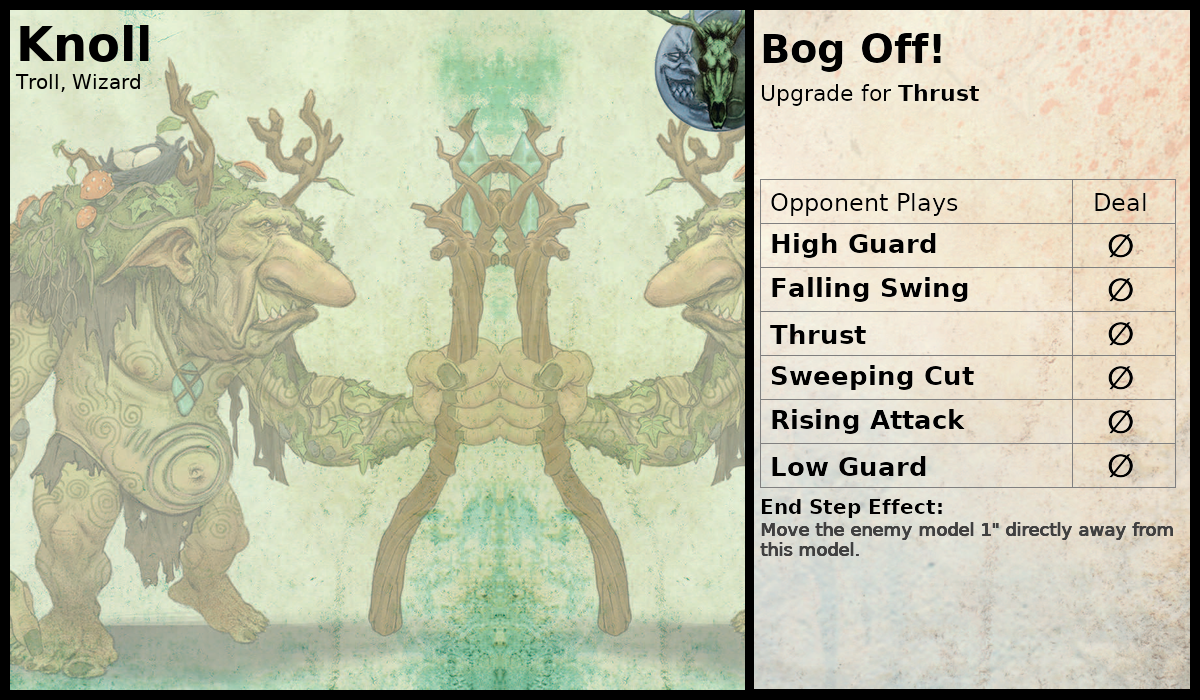 Knoll
Troll, Wizard
Bog Off!
Upgrade for Thrust
Opponent Plays Deal
High Guard ∅
Falling Swing ∅
Thrust ∅
Sweeping Cut ∅
Rising Attack ∅
Low Guard ∅
End Step Effect:
Move the enemy model 1" directly away from
this model.